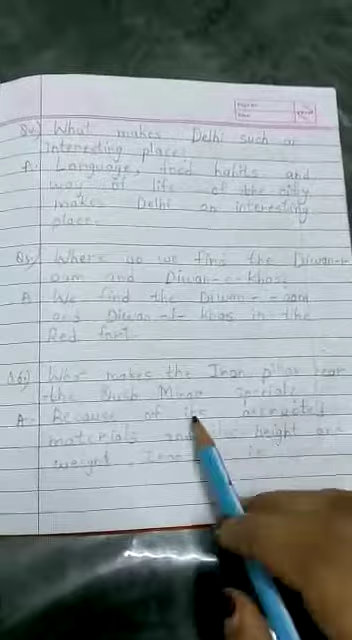 Q4) What makes Delhi such an
interesting place?
A. Language, food habits and
way of life of the city
makes Delhi an interesting
place.
Q5) Where do we find the Diwan-
aam and Diwan-e-Khas?
A. We find the Diwan - - aam
and Diwan-i- Khas in the
Red fort.
Q6) makes the Iron pillar near
the Qutb Minar special?
A. Because of the
materials and height and
weight, Iron is